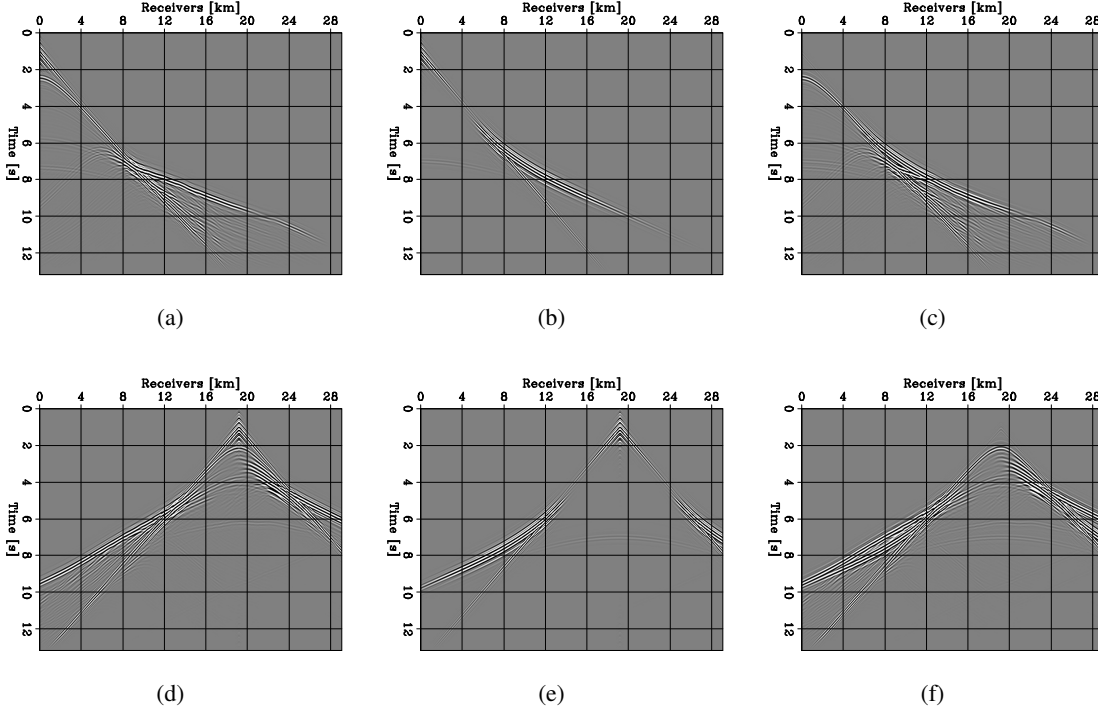 Receivers [km] Receivers [km] Receivers [km]
0 4 8 12 16 20 24 28 0 4 8 12 16 20 24 28 0 4 8 12 16 20 24 28
0 2 4 6 8 10 12 0 2 4 6 8 10 12 0 2 4 6 8 10 12
Time [s] Time [s] Time [s]
(a) (b) (c)
Receivers [km] Receivers [km] Receivers [km]
0 4 8 12 16 20 24 28 0 4 8 12 16 20 24 28 0 4 8 12 16 20 24 28
0 2 4 6 8 10 12 0 2 4 6 8 10 12 0 2 4 6 8 10 12
Time [s] Time [s] Time [s]
(d) (e) (f)